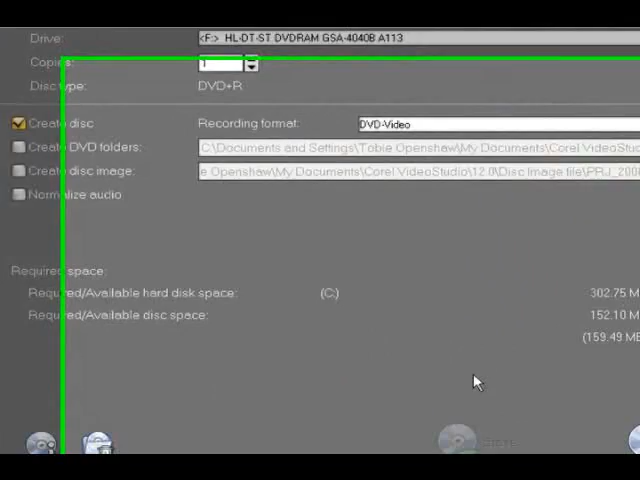 Drive: <F:> HL-DT-ST DVDRAM GSA-4040B A113
Copies: 1
Disc type: DVD+R
Create disc Recording format: DVD-Video
Create DVD folders: C:\Documents and Settings\Tobie Openshaw\My Documents\Corel VideoStu
Create disc image: e Openshaw\My Documents\Corel VideoStudio\12.0\Disc Image file\PRJ_200
Normalize audio
Required space:
Required/Available hard disk space: (C:) 302.75 M
Required/Available disc space: 152.10 M
(159.49 MB